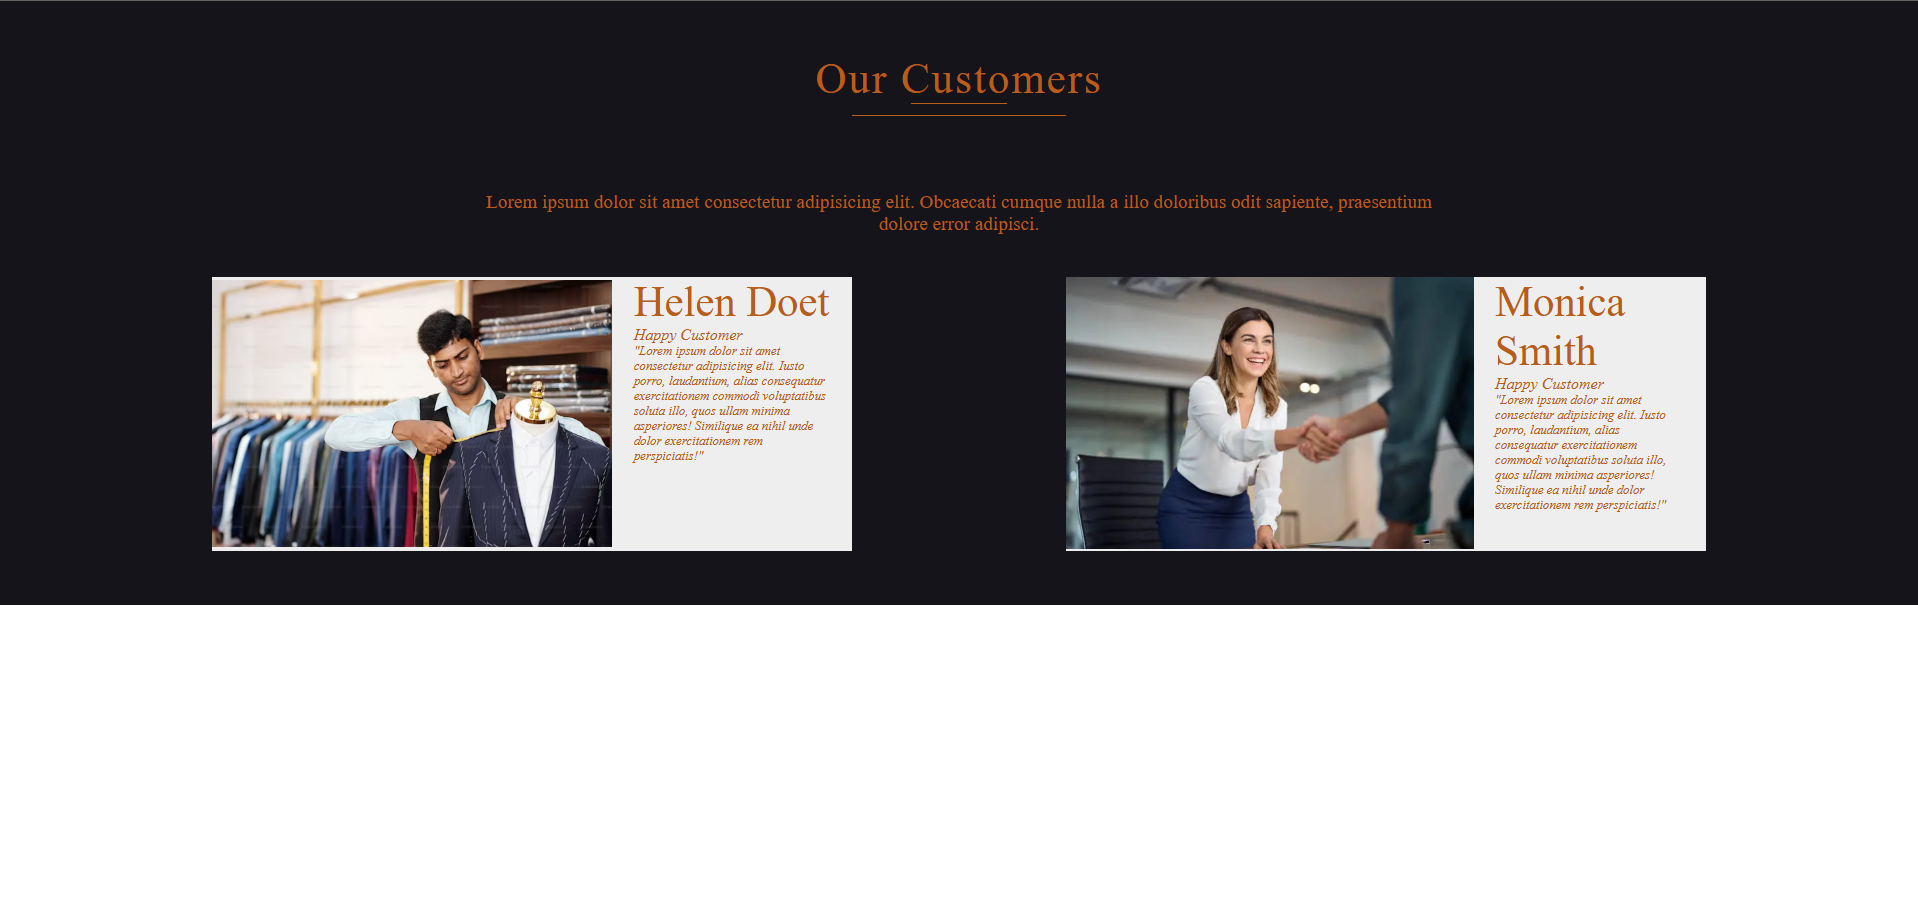 Our Customers
Lorem ipsum dolor sit amet consectetur adipisicing elit. Obcaecati cumque nulla a illo doloribus odit sapiente, praesentium
dolore error adipisci.
Helen Doet
Happy Customer
"Lorem ipsum dolor sit amet
consectetur adipisicing elit. Iusto
porro, laudantium, alias consequatur
exercitationem commodi voluptatibus
soluta illo, quos ullam minima
asperiores! Similique ea nihil unde
dolor exercitationem rem
perspiciatis!"
Monica
Smith
Happy Customer
"Lorem ipsum dolor sit amet
consectetur adipisicing elit. Iusto
porro, laudantium, alias
consequatur exercitationem
commodi voluptatibus soluta illo,
quos ullam minima asperiores!
Similique ea nihil unde dolor
exercitationem rem perspiciatis!"